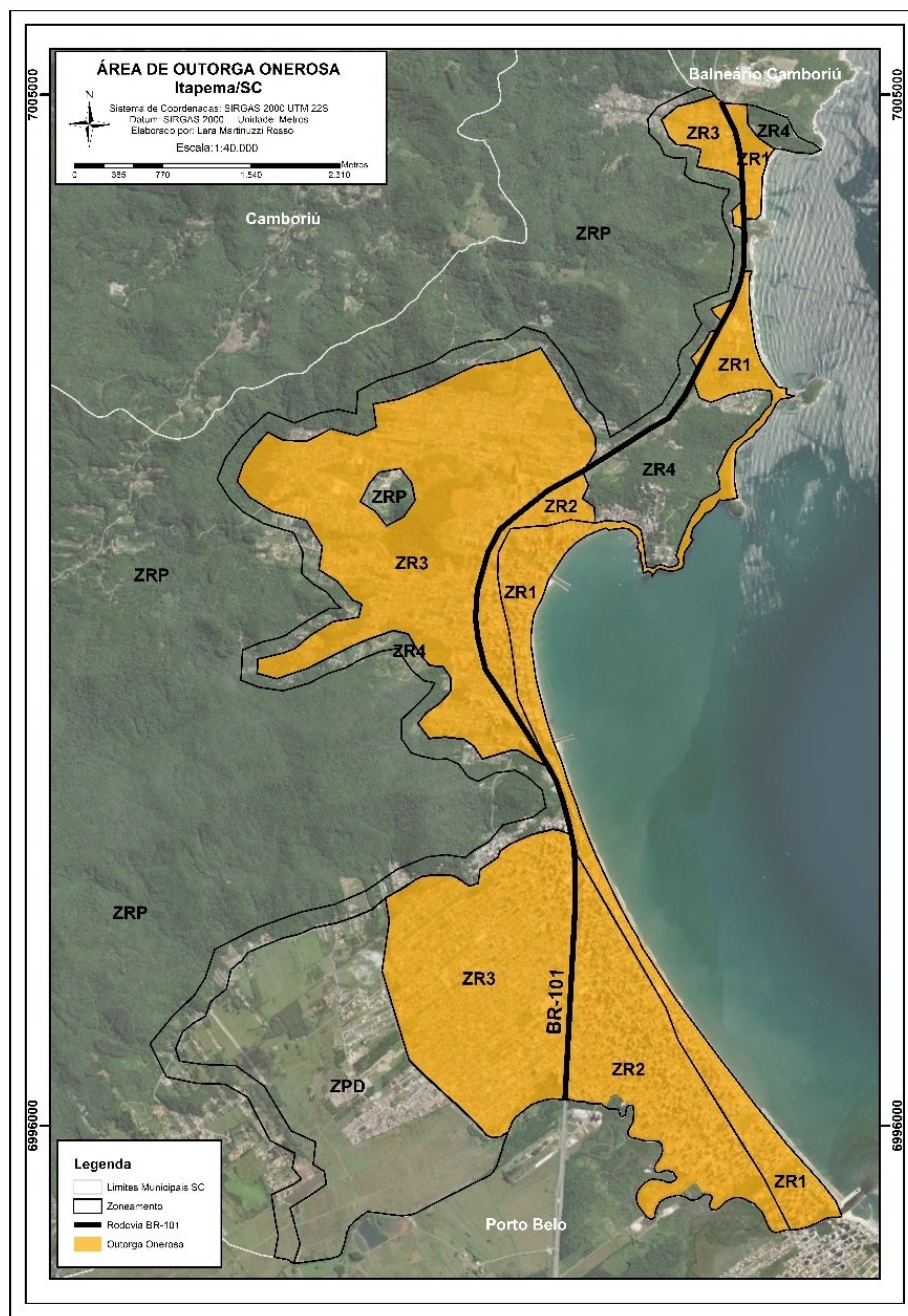 ÁREA DE OUTORGA ONEROSA
Itapema/SC
Sistema de Coordenadas: SIRGAS 2000 UTM 22S
Datum: SIRGAS 2000 Unidade: Metros
Elaborado por: Lara Martinuzzi Rosso
Escala:1:40.000
Metros
0 385 770 1.540 2.310
7005000
7005000
Balneário Camboriú
ZR3
ZR4
ZR1
Camboriú
ZRP
ZR1
ZR4
ZRP
ZR2
ZR3
ZRP
ZR1
ZR4
ZRP
ZR3
BR-101
ZR2
ZPD
6996000
6996000
ZR1
Porto Belo
Legenda
Limites Municipais SC
Zoneamento
Rodovia BR-101
Outorga Onerosa